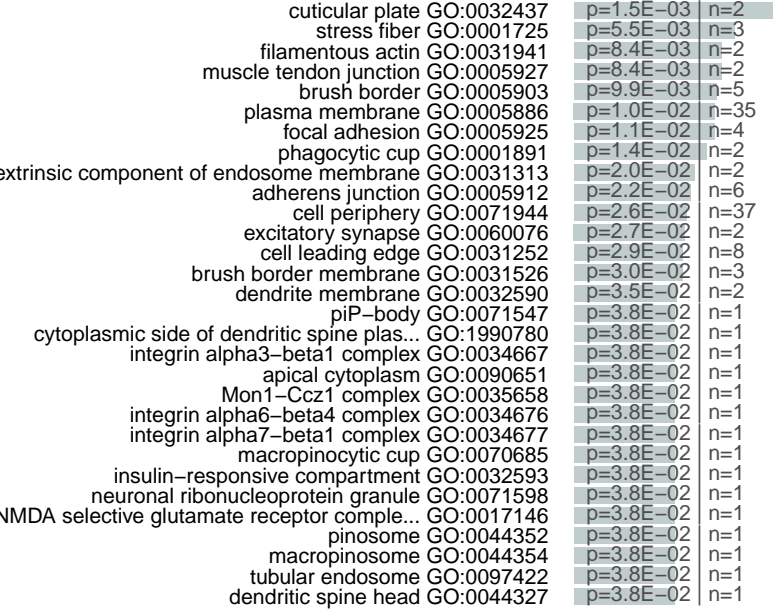 cuticular plate GO:0032437 p=1.5E−03 n=2
stress fiber GO:0001725 p=5.5E−03 n=3
filamentous actin GO:0031941 p=8.4E−03 n=2
muscle tendon junction GO:0005927 p=8.4E−03 n=2
brush border GO:0005903 p=9.9E−03 n=5
plasma membrane GO:0005886 p=1.0E−02 n=35
focal adhesion GO:0005925 p=1.1E−02 n=4
phagocytic cup GO:0001891 p=1.4E−02 n=2
extrinsic component of endosome membrane GO:0031313 p=2.0E−02 n=2
adherens junction GO:0005912 p=2.2E−02 n=6
cell periphery GO:0071944 p=2.6E−02 n=37
excitatory synapse GO:0060076 p=2.7E−02 n=2
cell leading edge GO:0031252 p=2.9E−02 n=8
brush border membrane GO:0031526 p=3.0E−02 n=3
dendrite membrane GO:0032590 p=3.5E−02 n=2
piP−body GO:0071547 p=3.8E−02 n=1
cytoplasmic side of dendritic spine plas... GO:1990780 p=3.8E−02 n=1
integrin alpha3−beta1 complex GO:0034667 p=3.8E−02 n=1
apical cytoplasm GO:0090651 p=3.8E−02 n=1
Mon1−Ccz1 complex GO:0035658 p=3.8E−02 n=1
integrin alpha6−beta4 complex GO:0034676 p=3.8E−02 n=1
integrin alpha7−beta1 complex GO:0034677 p=3.8E−02 n=1
macropinocytic cup GO:0070685 p=3.8E−02 n=1
insulin−responsive compartment GO:0032593 p=3.8E−02 n=1
neuronal ribonucleoprotein granule GO:0071598 p=3.8E−02 n=1
NMDA selective glutamate receptor comple... GO:0017146 p=3.8E−02 n=1
pinosome GO:0044352 p=3.8E−02 n=1
macropinosome GO:0044354 p=3.8E−02 n=1
tubular endosome GO:0097422 p=3.8E−02 n=1
dendritic spine head GO:0044327 p=3.8E−02 n=1